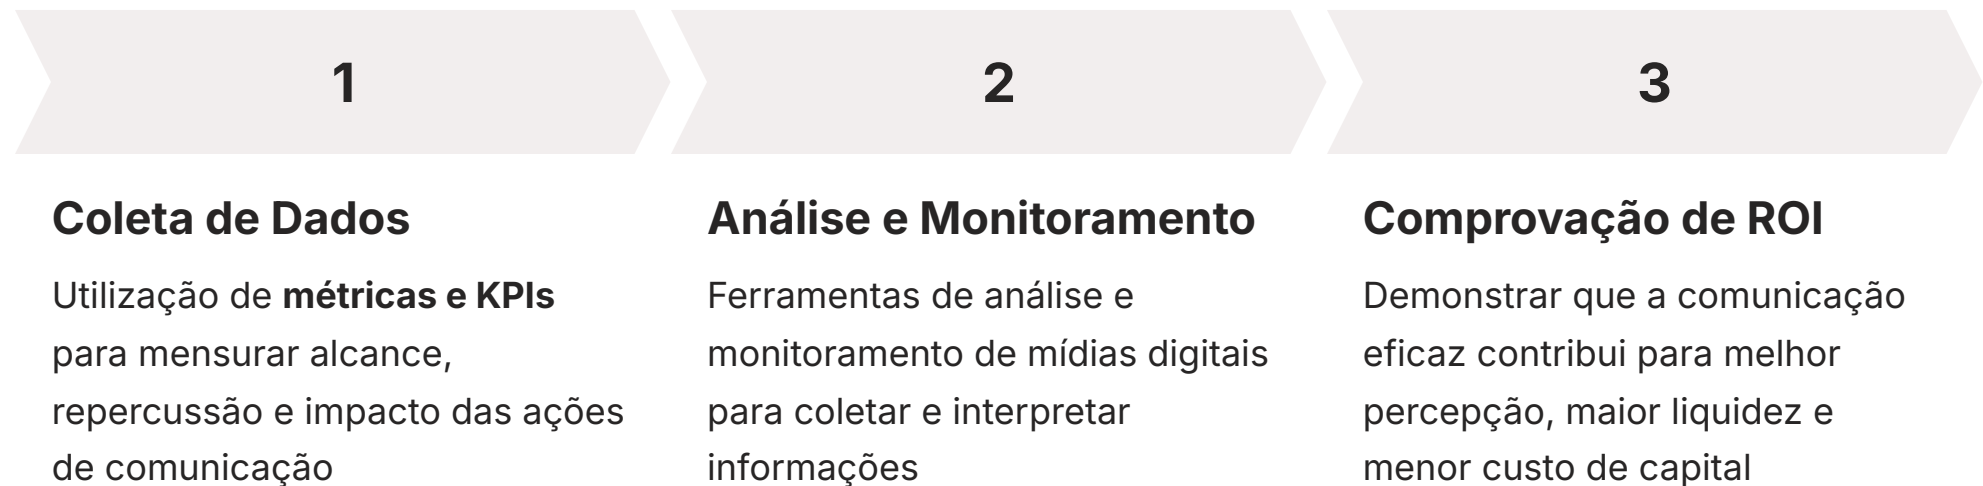 1
Coleta de Dados
Utilização de métricas e KPIs
para mensurar alcance,
repercussão e impacto das ações
de comunicação
2
Análise e Monitoramento
Ferramentas de análise e
monitoramento de mídias digitais
para coletar e interpretar
informações
3
Comprovação de ROI
Demonstrar que a comunicação
eficaz contribui para melhor
percepção, maior liquidez e
menor custo de capital